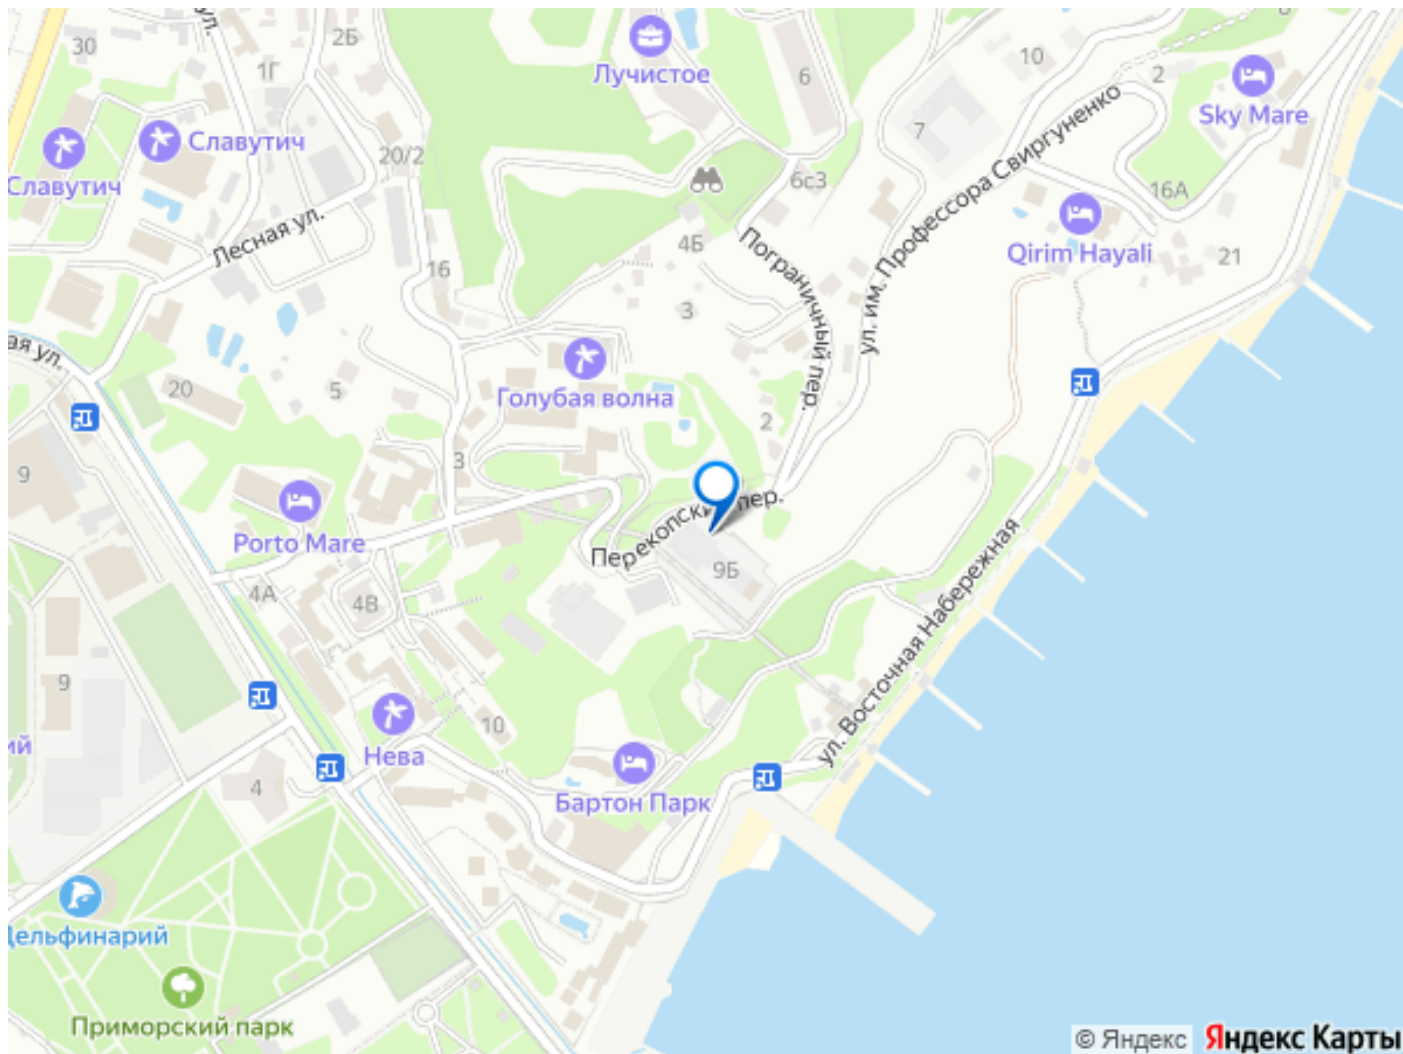 ул.
2Б
30
1Г
Лучистое
6
10
2
Sky Mare
7
Славутич
Славутич
20/2
6с3
16А
ул. им. Профессора Свиргуненко
Лесная ул.
4Б
Пограничный пер.
Qirim Hayali
21
16
3
ая ул.
20
5
Голубая волна
2
3
9
Porto Mare
Перекопски
пер.
9Б
4А
4В
ул. Восточная Набережная
9
10
ий
Нева
4
Бартон Парк
Дельфинарий
Приморский парк
© Яндекс
Яндекс Карты